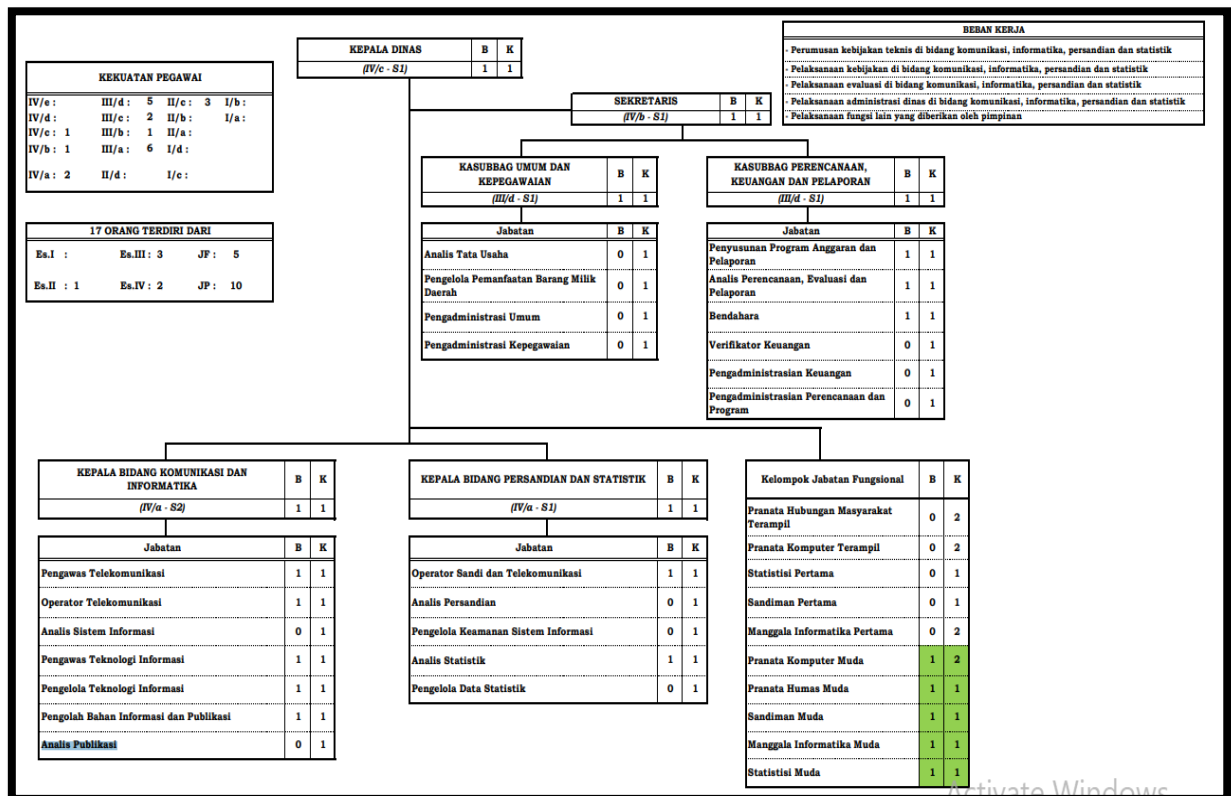 BEBAN KERJA
- Perumusan kebijakan teknis di bidang komunikasi, informatika, persandian dan statistik
- Pelaksanaan kebijakan di bidang komunikasi, informatika, persandian dan statistik
- Pelaksanaan evaluasi di bidang komunikasi, informatika, persandian dan statistik
- Pelaksanaan administrasi dinas di bidang komunikasi, informatika, persandian dan statistik
- Pelaksanaan fungsi lain yang diberikan oleh pimpinan
KEPALA DINAS B K
(IV/c - S1) 1 1
KEKUATAN PEGAWAI
IV/e : III/d : 5 II/c : 3 I/b :
IV/d : III/c : 2 II/b : I/a :
IV/c : 1 III/b : 1 II/a :
IV/b : 1 III/a : 6 I/d :
IV/a : 2 II/d : I/c :
SEKRETARIS B K
(IV/b - S1) 1 1
17 ORANG TERDIRI DARI
Es.I : Es.III : 3 JF : 5
Es.II : 1 Es.IV : 2 JP : 10
KASUBBAG UMUM DAN
KEPEGAWAIAN B K
(III/d - S1) 1 1
Jabatan B K
Analis Tata Usaha 0 1
Pengelola Pemanfaatan Barang Milik
Daerah 0 1
Pengadministrasi Umum 0 1
Pengadministrasi Kepegawaian 0 1
KASUBBAG PERENCANAAN,
KEUANGAN DAN PELAPORAN B K
(III/d - S1) 1 1
Jabatan B K
Penyusunan Program Anggaran dan
Pelaporan 1 1
Analis Perencanaan, Evaluasi dan
Pelaporan 1 1
Bendahara 1 1
Verifikator Keuangan 0 1
Pengadministrasian Keuangan 0 1
Pengadministrasian Perencanaan dan
Program 0 1
KEPALA BIDANG KOMUNIKASI DAN
INFORMATIKA B K
(IV/a - S2) 1 1
Jabatan B K
Pengawas Telekomunikasi 1 1
Operator Telekomunikasi 1 1
Analis Sistem Informasi 0 1
Pengawas Teknologi Informasi 1 1
Pengelola Teknologi Informasi 1 1
Pengolah Bahan Informasi dan Publikasi 1 1
Analis Publikasi 0 1
KEPALA BIDANG PERSANDIAN DAN STATISTIK B K
(IV/a - S1) 1 1
Jabatan B K
Operator Sandi dan Telekomunikasi 1 1
Analis Persandian 0 1
Pengelola Keamanan Sistem Informasi 0 1
Analis Statistik 1 1
Pengelola Data Statistik 0 1
Kelompok Jabatan Fungsional B K
Pranata Hubungan Masyarakat
Terampil 0 2
Pranata Komputer Terampil 0 2
Statistisi Pertama 0 1
Sandiman Pertama 0 1
Manggala Informatika Pertama 0 2
Pranata Komputer Muda 1 2
Pranata Humas Muda 1 1
Sandiman Muda 1 1
Manggala Informatika Muda 1 1
Statistisi Muda 1 1
Activate Windows